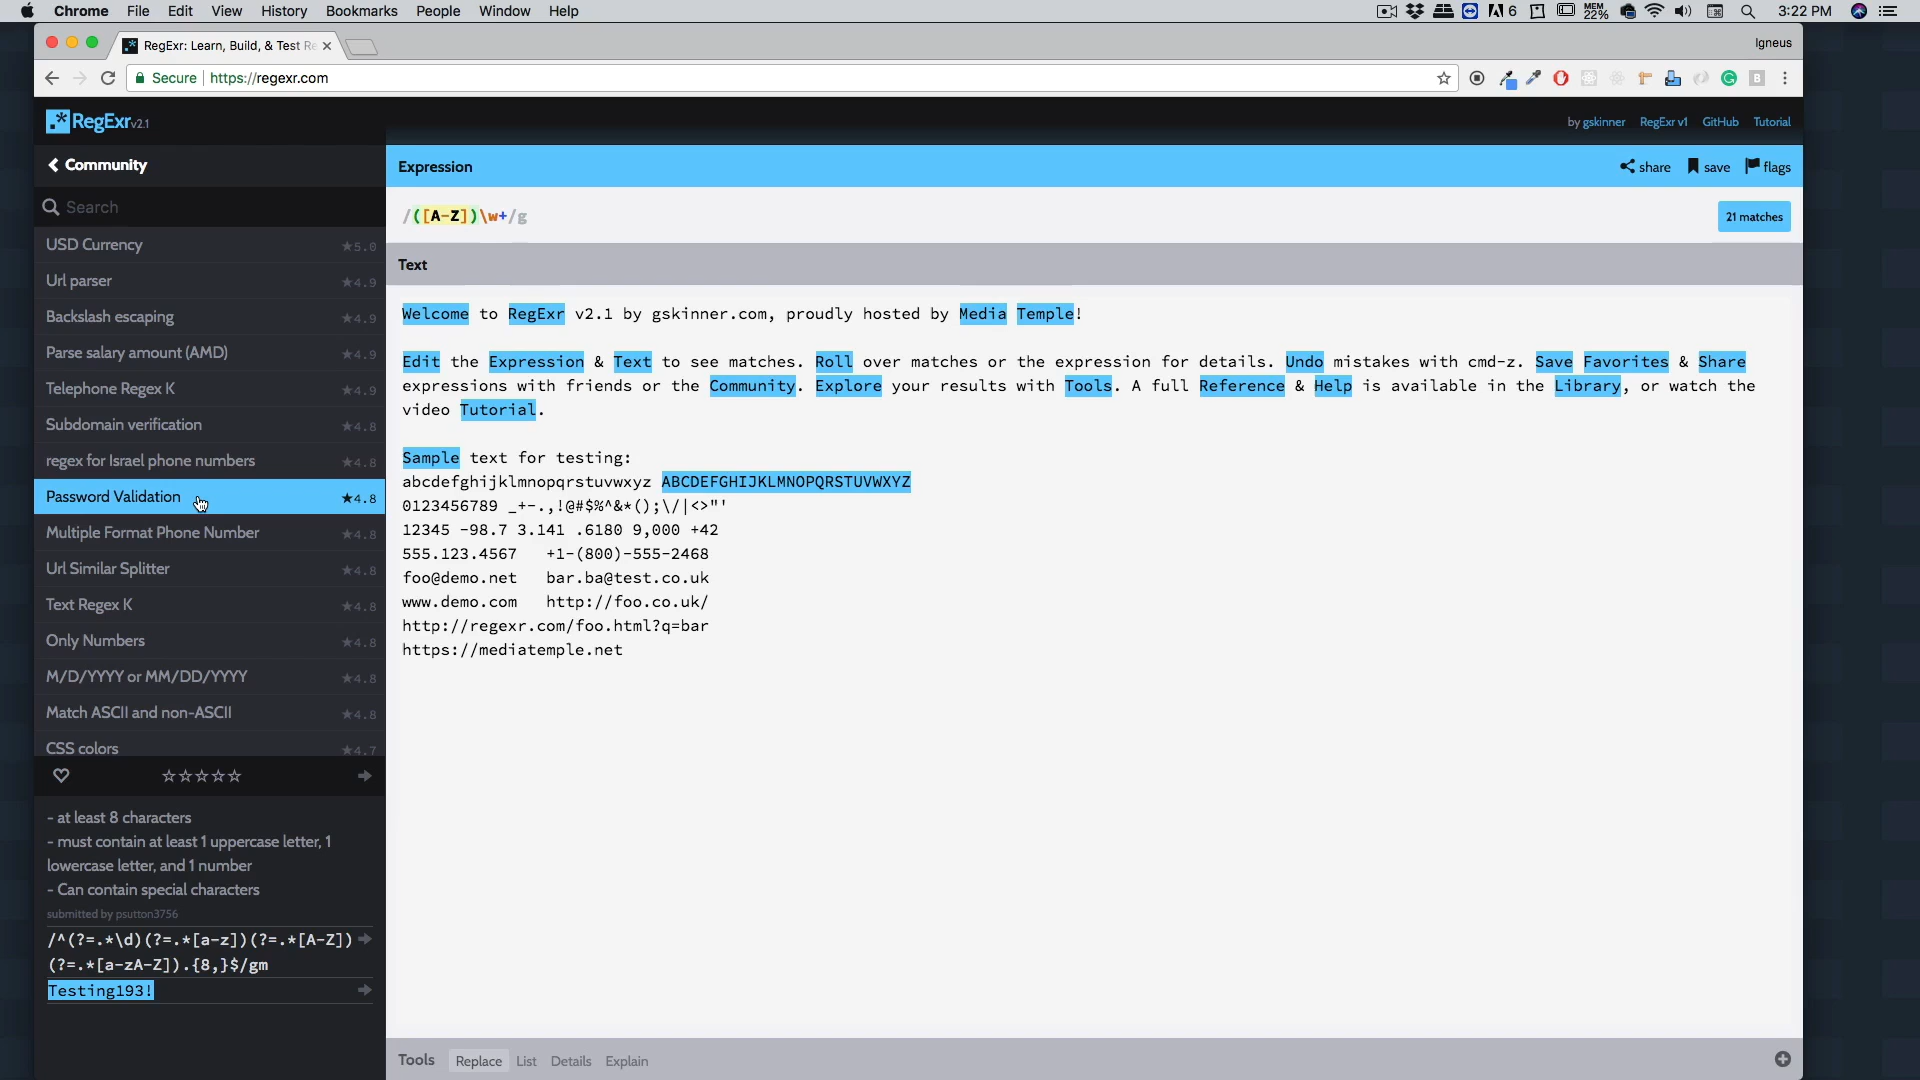 Chrome File Edit View History Bookmarks People Window Help
6 MEM 22% 3:22 PM
RegExr: Learn, Build, & Test Re
Igneus
Secure https://regexr.com
RegExr v2.1
by gskinner RegExr v1 GitHub Tutorial
Community
Expression
share save flags
Search
/([A-Z])\w+/g
21 matches
Text
USD Currency ★5.0
Url parser ★4.9
Backslash escaping ★4.9
Parse salary amount (AMD) ★4.9
Telephone Regex K ★4.9
Subdomain verification ★4.8
regex for Israel phone numbers ★4.8
Password Validation ★4.8
Multiple Format Phone Number ★4.8
Url Similar Splitter ★4.8
Text Regex K ★4.8
Only Numbers ★4.8
M/D/YYYY or MM/DD/YYYY ★4.8
Match ASCII and non-ASCII ★4.8
CSS colors ★4.7
- at least 8 characters
- must contain at least 1 uppercase letter, 1
lowercase letter, and 1 number
- Can contain special characters
submitted by psutton3756
/^(?=.*\d)(?=.*[a-z])(?=.*[A-Z])
(?=.*[a-zA-Z]).{8,}$/gm
Testing193!
Welcome to RegExr v2.1 by gskinner.com, proudly hosted by Media Temple!
Edit the Expression & Text to see matches. Roll over matches or the expression for details. Undo mistakes with cmd-z. Save Favorites & Share
expressions with friends or the Community. Explore your results with Tools. A full Reference & Help is available in the Library, or watch the
video Tutorial.
Sample text for testing:
abcdefghijklmnopqrstuvwxyz ABCDEFGHIJKLMNOPQRSTUVWXYZ
0123456789 _+-.,!@#$%^&*();\/|<>"'
12345 -98.7 3.141 .6180 9,000 +42
555.123.4567 +1-(800)-555-2468
foo@demo.net bar.ba@test.co.uk
www.demo.com http://foo.co.uk/
http://regexr.com/foo.html?q=bar
https://mediatemple.net
Tools Replace List Details Explain